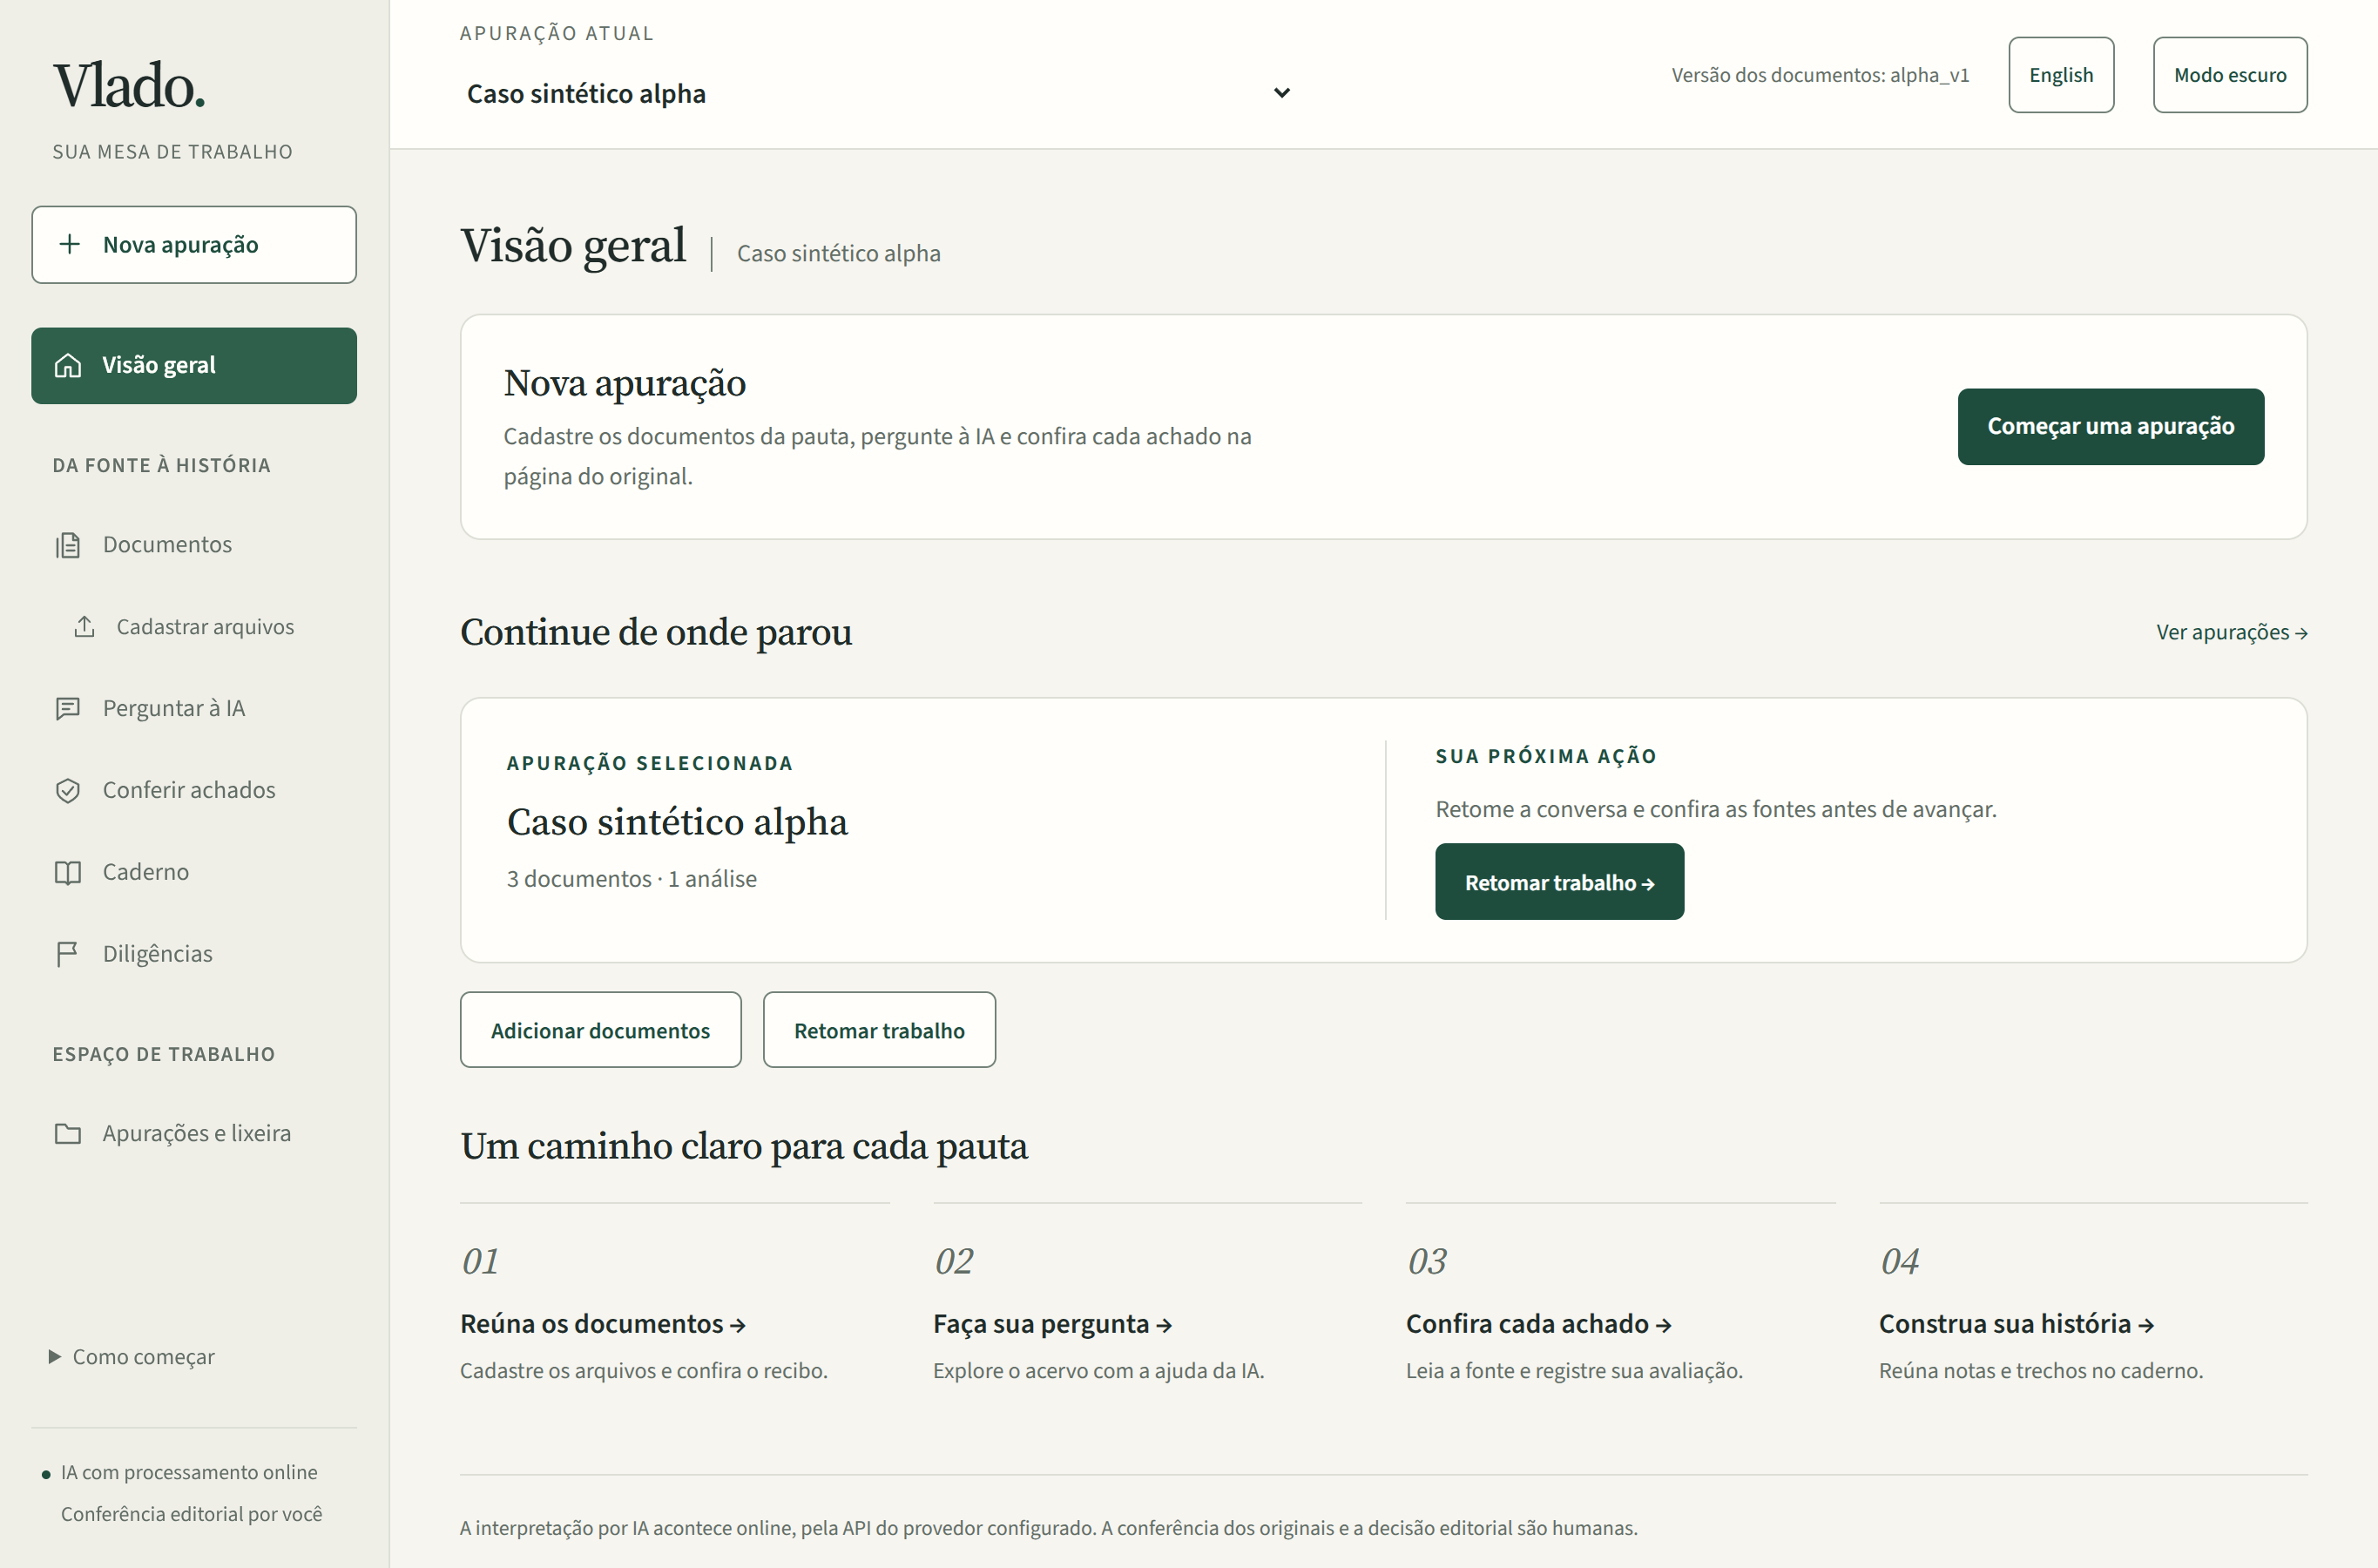 Vlado.
SUA MESA DE TRABALHO
Nova apuração
Visão geral
DA FONTE À HISTÓRIA
Documentos
Cadastrar arquivos
Perguntar à IA
Conferir achados
Caderno
Diligências
ESPAÇO DE TRABALHO
Apurações e lixeira
Como começar
IA com processamento online
Conferência editorial por você
APURAÇÃO ATUAL
Caso sintético alpha
Versão dos documentos: alpha_v1
English
Modo escuro
Visão geral
Caso sintético alpha
Nova apuração
Cadastre os documentos da pauta, pergunte à IA e confira cada achado na
página do original.
Começar uma apuração
Continue de onde parou
Ver apurações →
APURAÇÃO SELECIONADA
Caso sintético alpha
3 documentos · 1 análise
SUA PRÓXIMA AÇÃO
Retome a conversa e confira as fontes antes de avançar.
Retomar trabalho →
Adicionar documentos
Retomar trabalho
Um caminho claro para cada pauta
01
Reúna os documentos →
Cadastre os arquivos e confira o recibo.
02
Faça sua pergunta →
Explore o acervo com a ajuda da IA.
03
Confira cada achado →
Leia a fonte e registre sua avaliação.
04
Construa sua história →
Reúna notas e trechos no caderno.
A interpretação por IA acontece online, pela API do provedor configurado. A conferência dos originais e a decisão editorial são humanas.